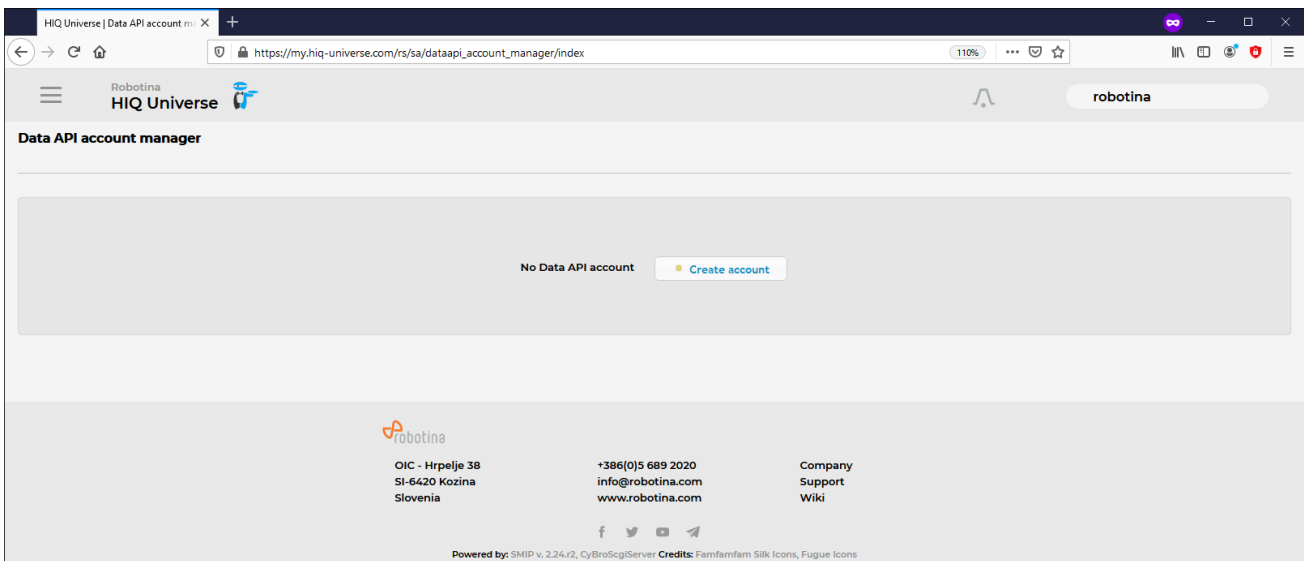 HIQ Universe | Data API account m
https://my.hiq-universe.com/rs/sa/dataapi_account_manager/index
110%
Robotina
HIQ Universe
robotina
Data API account manager
No Data API account
Create account
robotina
OIC - Hrpelje 38
SI-6420 Kozina
Slovenia
+386(0)5 689 2020
info@robotina.com
www.robotina.com
Company
Support
Wiki
Powered by: SMIP v. 2.24.r2, CyBroScgiServer Credits: Famfamfam Silk Icons, Fugue Icons